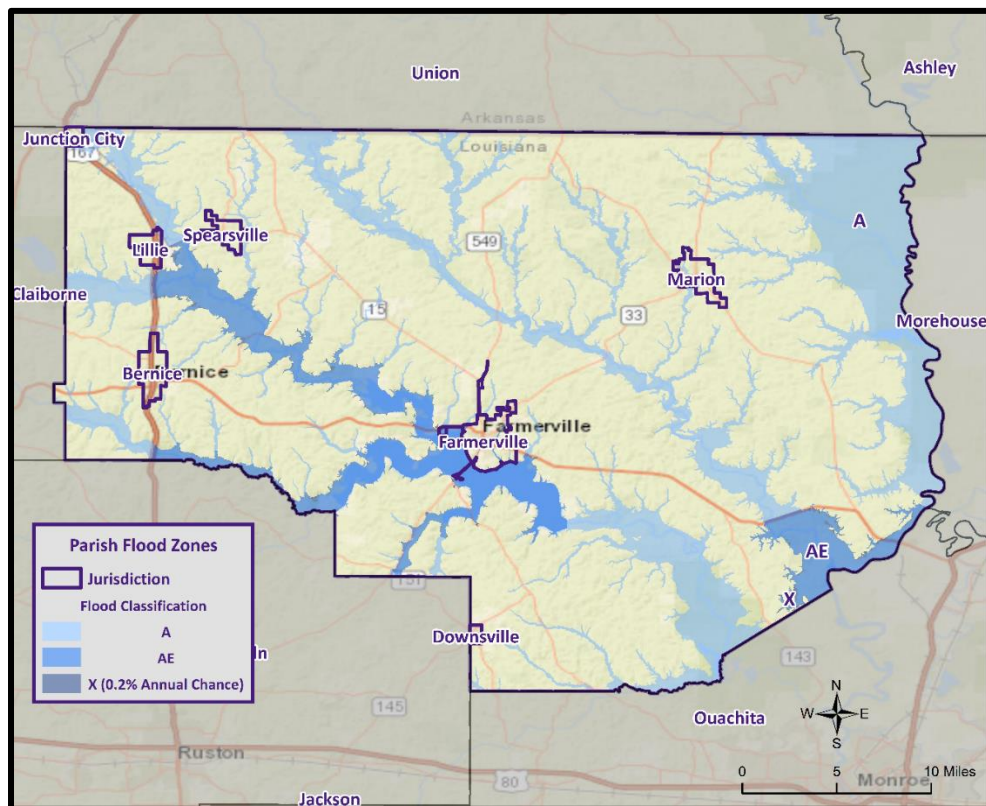 Union
Ashley
Arkansas
Louisiana
Junction City
167
A
Spearsville
Lillie
549
Marion
Claiborne
15
33
Morehouse
Bernice
Farmerville
Farmerville
AE
X
Parish Flood Zones
Jurisdiction
Flood Classification
A
AE
X (0.2% Annual Chance)
151
Downsville
143
145
Ouachita
N
W E
S
Ruston
0 5 10 Miles
80
Monroe
Jackson